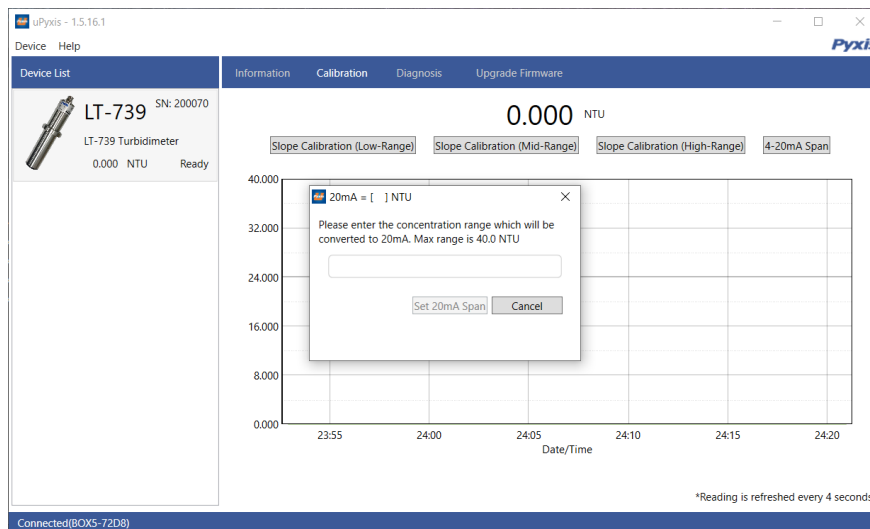 uPyxis - 1.5.16.1
Device Help
Pyxis
Device List
Information Calibration Diagnosis Upgrade Firmware
LT-739 SN: 200070
LT-739 Turbidimeter
0.000 NTU Ready
0.000 NTU
Slope Calibration (Low-Range) Slope Calibration (Mid-Range) Slope Calibration (High-Range) 4-20mA Span
40.000
32.000
24.000
16.000
8.000
0.000
20mA = [ ] NTU
Please enter the concentration range which will be
converted to 20mA. Max range is 40.0 NTU
Set 20mA Span Cancel
23:55 24:00 24:05 24:10 24:15 24:20
Date/Time
*Reading is refreshed every 4 seconds
Connected(BOX5-72D8)